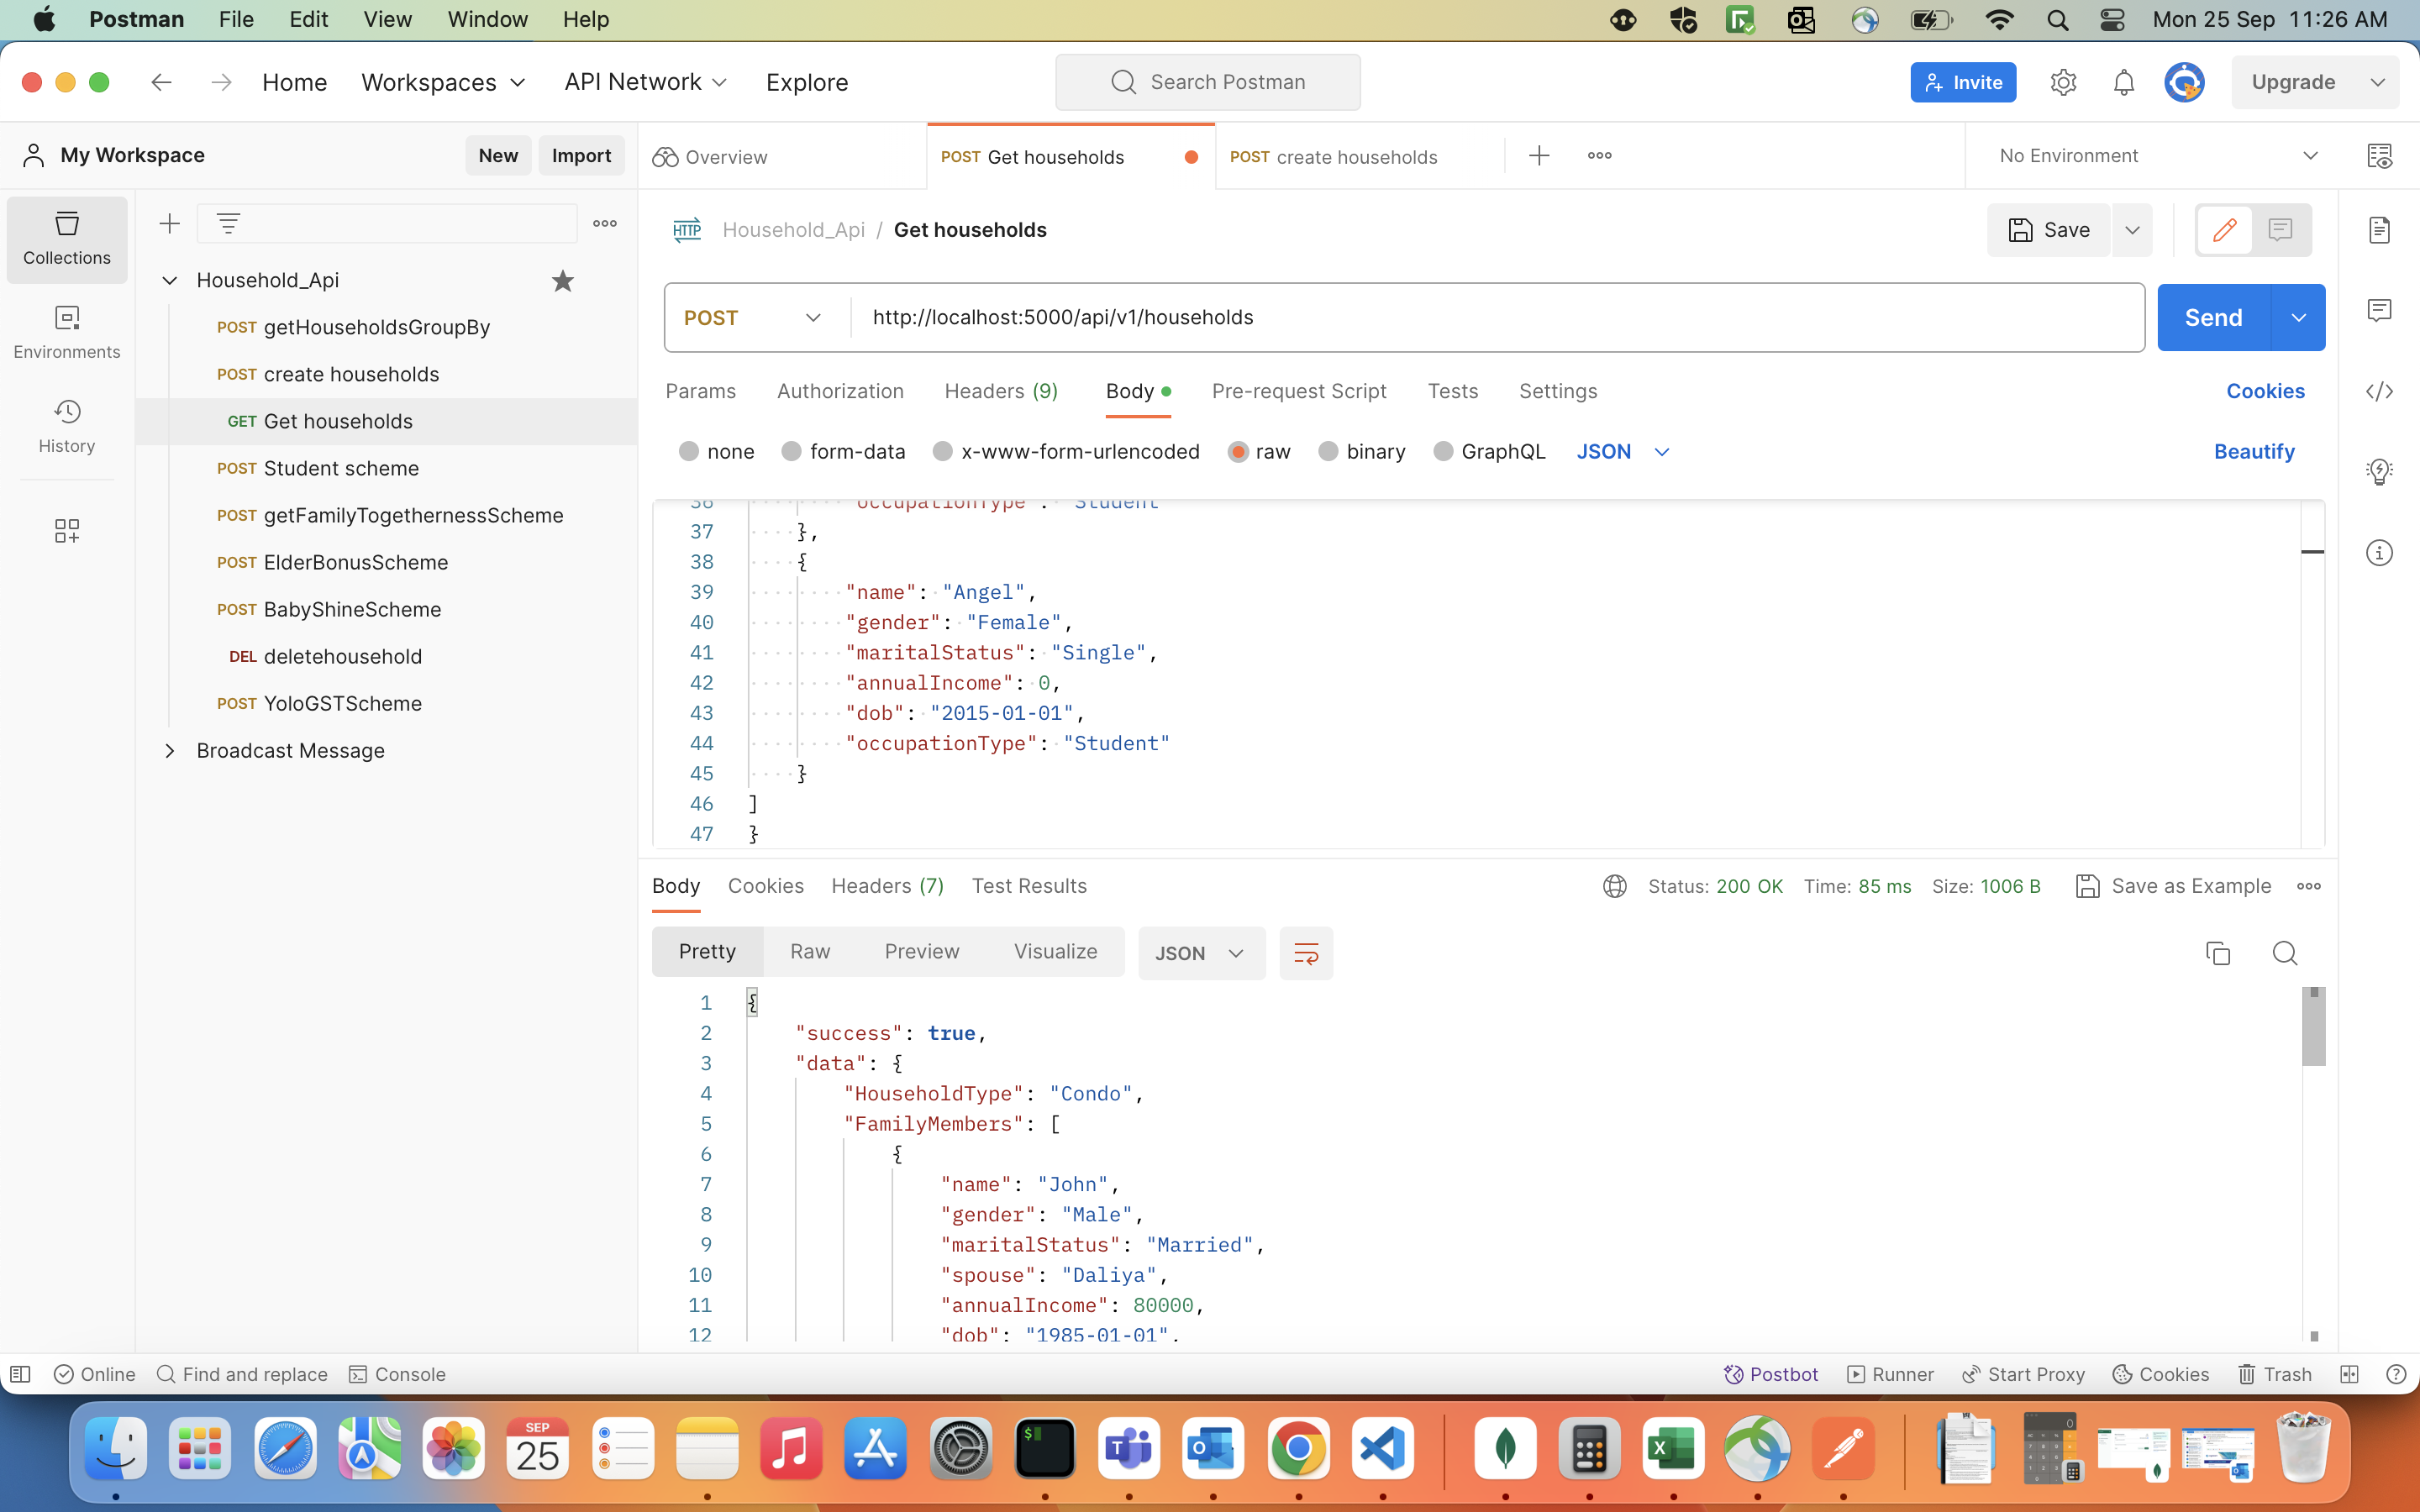 Postman File Edit View Window Help Mon 25 Sep 11:26 AM
Home Workspaces API Network Explore Search Postman Invite Upgrade
My Workspace New Import Overview POST Get households POST create households No Environment
Collections
Environments
History
Household_Api
POST getHouseholdsGroupBy
POST create households
GET Get households
POST Student scheme
POST getFamilyTogethernessScheme
POST ElderBonusScheme
POST BabyShineScheme
DEL deletehousehold
POST YoloGSTScheme
Broadcast Message
HTTP Household_Api / Get households Save
POST http://localhost:5000/api/v1/households Send
Params Authorization Headers (9) Body Pre-request Script Tests Settings Cookies
none form-data x-www-form-urlencoded raw binary GraphQL JSON Beautify
36 "occupationType": "Student"
37 },
38 {
39 "name": "Angel",
40 "gender": "Female",
41 "maritalStatus": "Single",
42 "annualIncome": 0,
43 "dob": "2015-01-01",
44 "occupationType": "Student"
45 }
46 ]
47 }
Body Cookies Headers (7) Test Results Status: 200 OK Time: 85 ms Size: 1006 B Save as Example
Pretty Raw Preview Visualize JSON
1 {
2 "success": true,
3 "data": {
4 "HouseholdType": "Condo",
5 "FamilyMembers": [
6 {
7 "name": "John",
8 "gender": "Male",
9 "maritalStatus": "Married",
10 "spouse": "Daliya",
11 "annualIncome": 80000,
12 "dob": "1985-01-01",
Online Find and replace Console Postbot Runner Start Proxy Cookies Trash
SEP
25